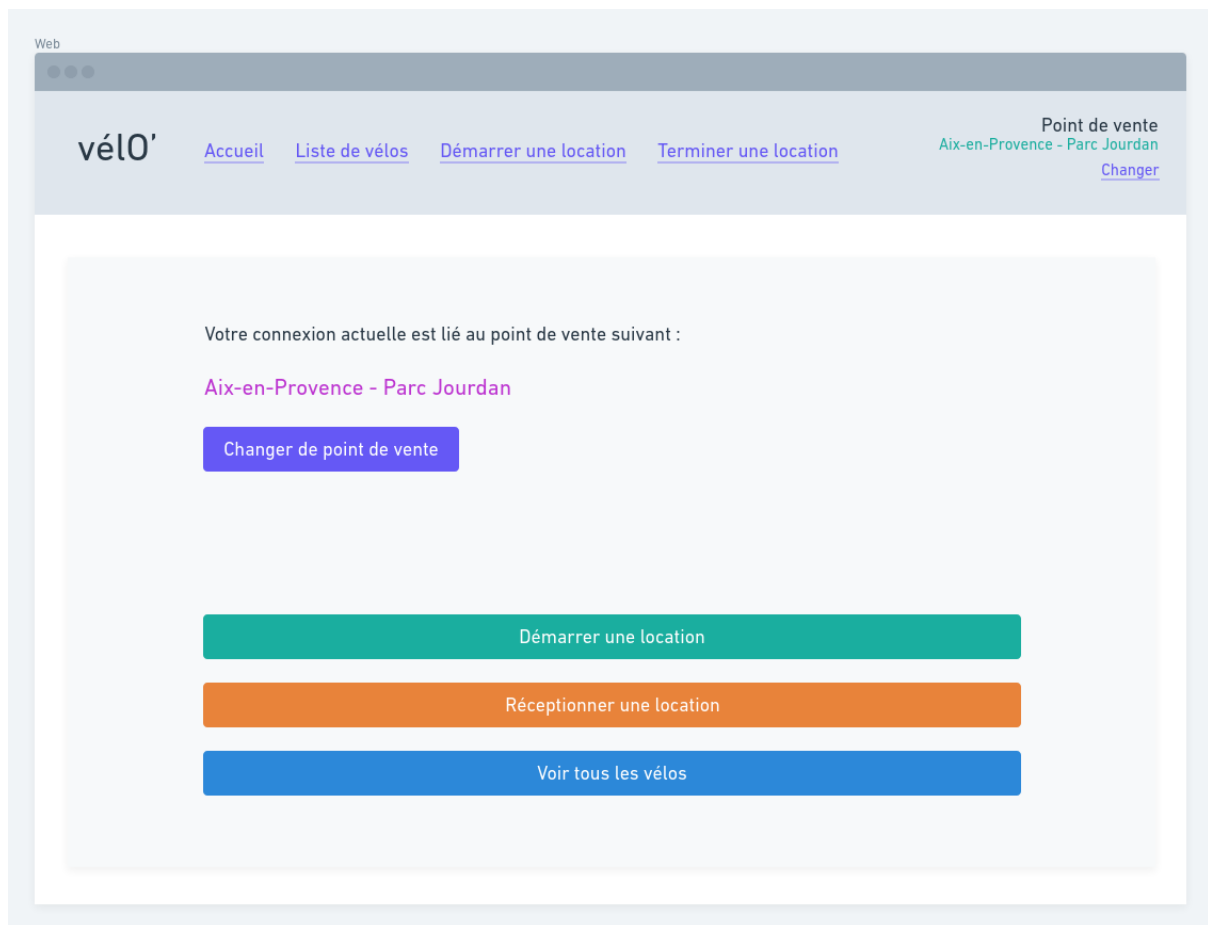 Web
vélO’
Accueil
Liste de vélos
Démarrer une location
Terminer une location
Point de vente
Aix-en-Provence - Parc Jourdan
Changer
Votre connexion actuelle est lié au point de vente suivant :
Aix-en-Provence - Parc Jourdan
Changer de point de vente
Démarrer une location
Réceptionner une location
Voir tous les vélos